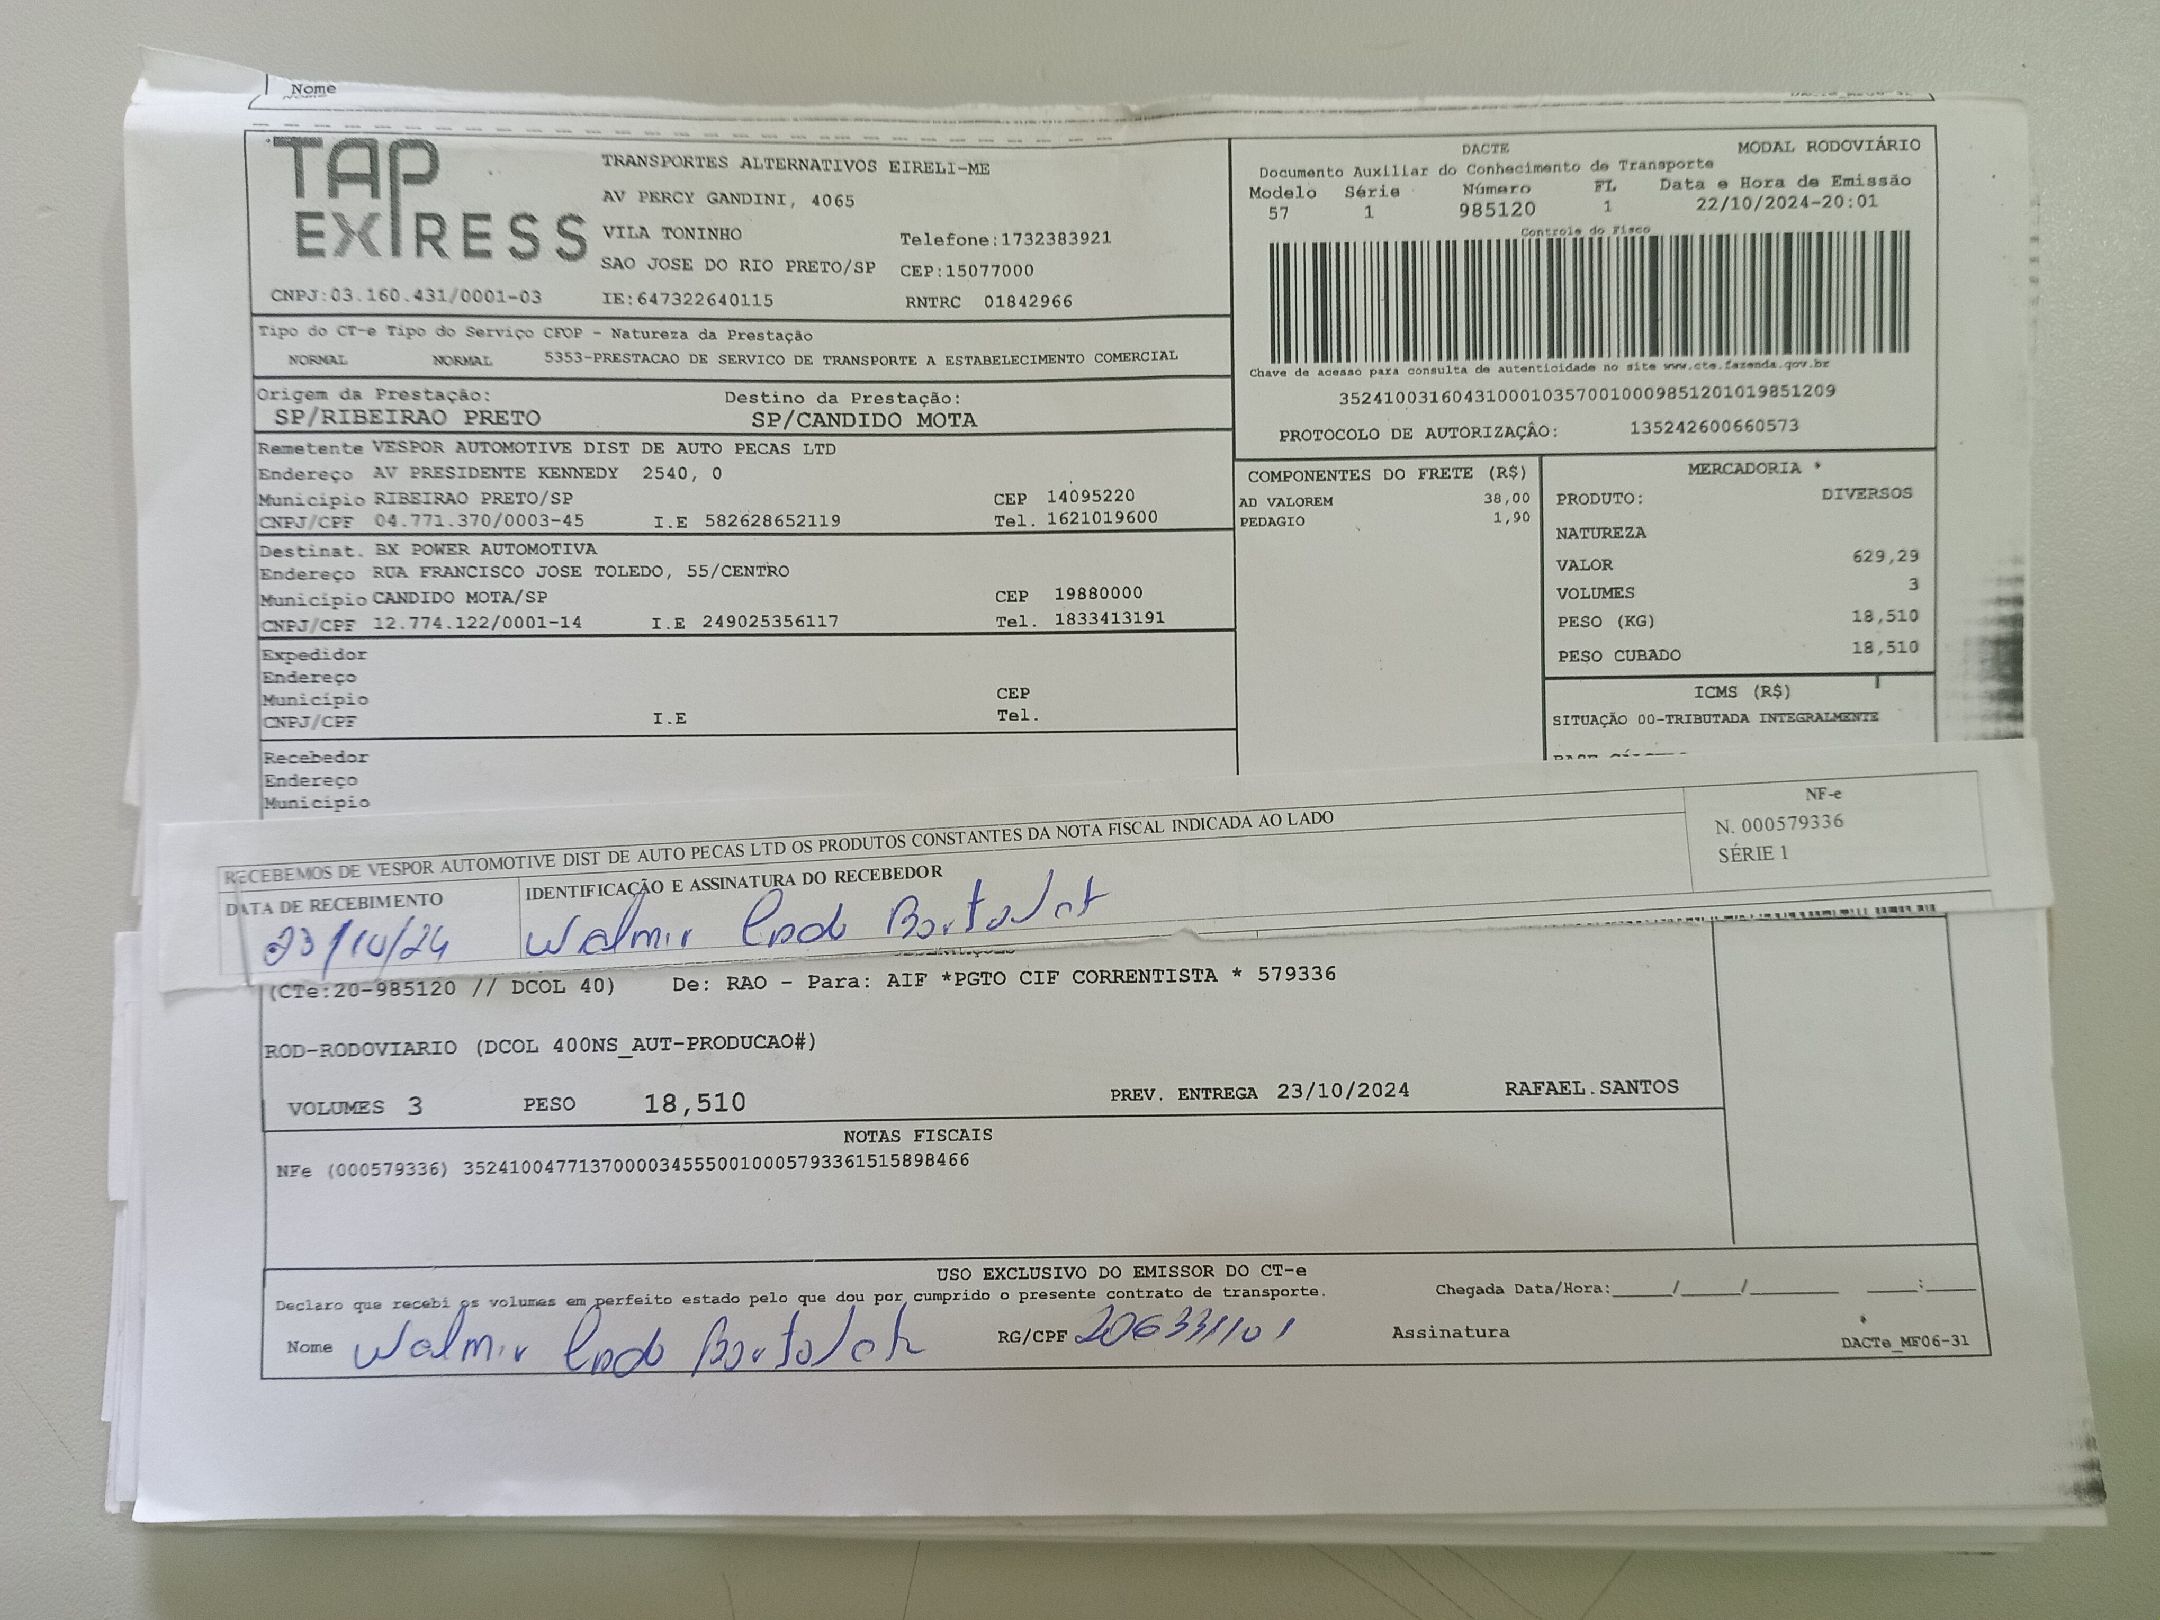 Nome
TAP EXPRESS
TRANSPORTES ALTERNATIVOS EIRELI-ME
AV PERCY GANDINI, 4065
VILA TONINHO Telefone:1732383921
SAO JOSE DO RIO PRETO/SP CEP:15077000
CNPJ:03.160.431/0001-03 IE:647322640115 RNTRC 01842966
DACTE MODAL RODOVIÁRIO
Documento Auxiliar do Conhecimento de Transporte
Modelo Série Número FL Data e Hora de Emissão
57 1 985120 1 22/10/2024-20:01
Controle do Fisco
Chave de acesso para consulta de autenticidade no site www.cte.fazenda.gov.br
35241003160431000103570010009851201019851209
PROTOCOLO DE AUTORIZAÇÂO: 135242600660573
Tipo do CT-e Tipo do Serviço CFOP - Natureza da Prestação
NORMAL NORMAL 5353-PRESTACAO DE SERVICO DE TRANSPORTE A ESTABELECIMENTO COMERCIAL
Origem da Prestação: Destino da Prestação:
SP/RIBEIRAO PRETO SP/CANDIDO MOTA
Remetente VESPOR AUTOMOTIVE DIST DE AUTO PECAS LTD
Endereço AV PRESIDENTE KENNEDY 2540, 0
Município RIBEIRAO PRETO/SP CEP 14095220
CNPJ/CPF 04.771.370/0003-45 I.E 582628652119 Tel. 1621019600
Destinat. BX POWER AUTOMOTIVA
Endereço RUA FRANCISCO JOSE TOLEDO, 55/CENTRO
Município CANDIDO MOTA/SP CEP 19880000
CNPJ/CPF 12.774.122/0001-14 I.E 249025356117 Tel. 1833413191
Expedidor
Endereço
Município CEP
CNPJ/CPF I.E Tel.
Recebedor
Endereço
Município
COMPONENTES DO FRETE (R$)
AD VALOREM 38,00
PEDAGIO 1,90
MERCADORIA *
PRODUTO: DIVERSOS
NATUREZA
VALOR 629,29
VOLUMES 3
PESO (KG) 18,510
PESO CUBADO 18,510
ICMS (R$)
SITUAÇÃO 00-TRIBUTADA INTEGRALMENTE
RECEBEMOS DE VESPOR AUTOMOTIVE DIST DE AUTO PECAS LTD OS PRODUTOS CONSTANTES DA NOTA FISCAL INDICADA AO LADO
NF-e
N. 000579336
SÉRIE 1
DATA DE RECEBIMENTO IDENTIFICAÇÃO E ASSINATURA DO RECEBEDOR
23/10/24 Walmir
(CTe:20-985120 // DCOL 40) De: RAO - Para: AIF *PGTO CIF CORRENTISTA * 579336
ROD-RODOVIARIO (DCOL 400NS_AUT-PRODUCAO#)
VOLUMES 3 PESO 18,510 PREV. ENTREGA 23/10/2024 RAFAEL.SANTOS
NOTAS FISCAIS
NFe (000579336) 35241004771370000345550010005793361515898466
USO EXCLUSIVO DO EMISSOR DO CT-e
Declaro que recebi os volumes em perfeito estado pelo que dou por cumprido o presente contrato de transporte. Chegada Data/Hora:_____/_____/________ _____:_____
Nome Walmir RG/CPF 206331101 Assinatura
DACTe_MF06-31